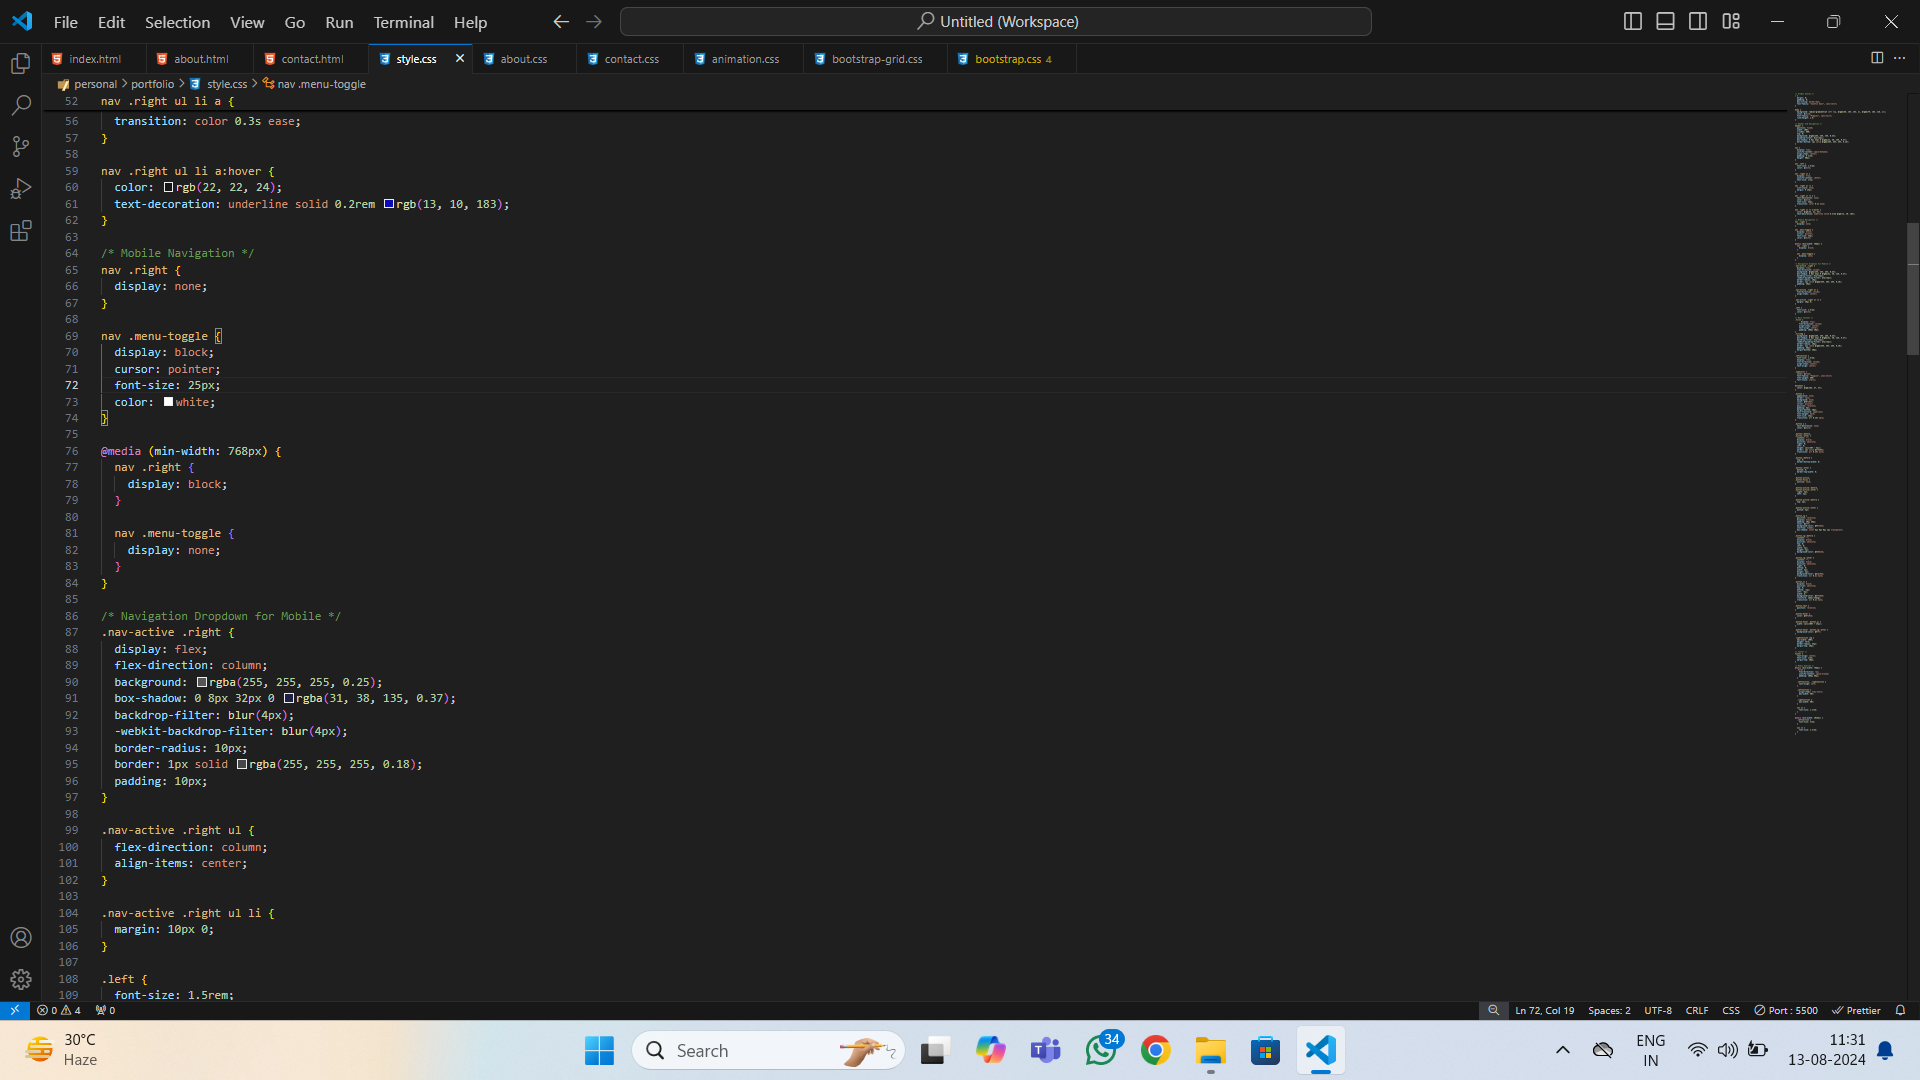 File Edit Selection View Go Run Terminal Help
Untitled (Workspace)
index.html about.html contact.html style.css about.css contact.css animation.css bootstrap-grid.css bootstrap.css 4
personal > portfolio > style.css > nav .menu-toggle
52 nav .right ul li a {
56 transition: color 0.3s ease;
57 }
58
59 nav .right ul li a:hover {
60 color: rgb(22, 22, 24);
61 text-decoration: underline solid 0.2rem rgb(13, 10, 183);
62 }
63
64 /* Mobile Navigation */
65 nav .right {
66 display: none;
67 }
68
69 nav .menu-toggle {
70 display: block;
71 cursor: pointer;
72 font-size: 25px;
73 color: white;
74 }
75
76 @media (min-width: 768px) {
77 nav .right {
78 display: block;
79 }
80
81 nav .menu-toggle {
82 display: none;
83 }
84 }
85
86 /* Navigation Dropdown for Mobile */
87 .nav-active .right {
88 display: flex;
89 flex-direction: column;
90 background: rgba(255, 255, 255, 0.25);
91 box-shadow: 0 8px 32px 0 rgba(31, 38, 135, 0.37);
92 backdrop-filter: blur(4px);
93 -webkit-backdrop-filter: blur(4px);
94 border-radius: 10px;
95 border: 1px solid rgba(255, 255, 255, 0.18);
96 padding: 10px;
97 }
98
99 .nav-active .right ul {
100 flex-direction: column;
101 align-items: center;
102 }
103
104 .nav-active .right ul li {
105 margin: 10px 0;
106 }
107
108 .left {
109 font-size: 1.5rem;
0 4 0
Ln 72, Col 19 Spaces: 2 UTF-8 CRLF CSS Port : 5500 Prettier
30°C
Haze
Search
34
ENG
IN
11:31
13-08-2024